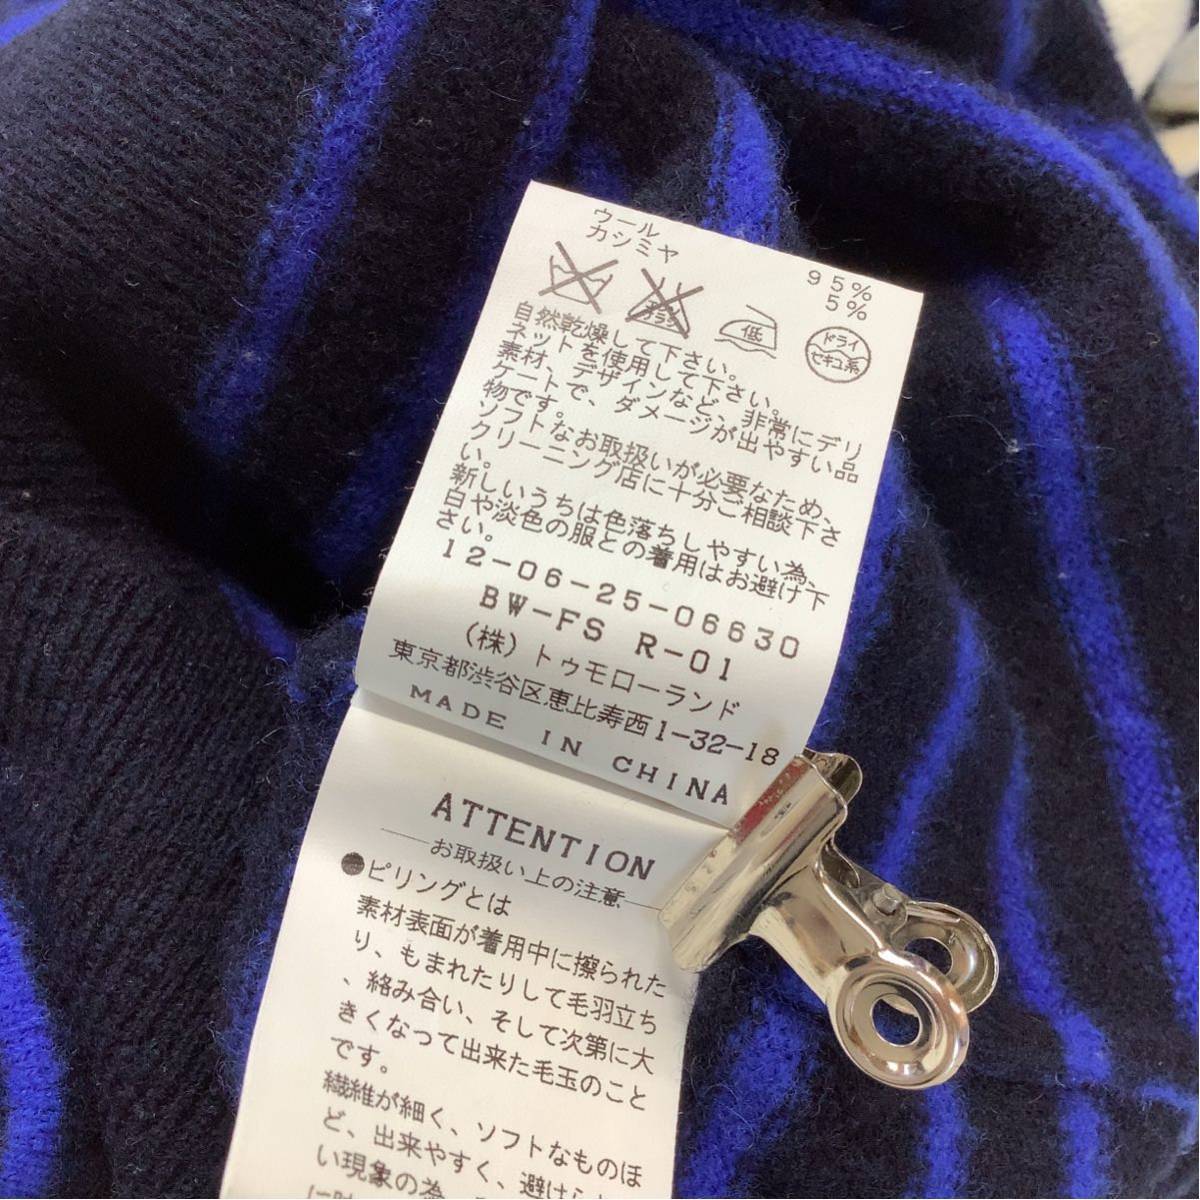 ウール 95%
カシミヤ 5%
エンソ
サラシ
低
ドライ
セキユ系
自然乾燥して下さい。
ネットを使用して下さい。
素材、デザインなど、非常にデリ
ケートで、ダメージが出やすい品
物です。
ソフトなお取扱いが必要なため、
クリーニング店に十分ご相談下さ
い。
新しいうちは色落ちしやすい為、
白や淡色の服との着用はお避け下
さい。
12-06-25-06630
BW-FS R-01
(株)トゥモローランド
東京都渋谷区恵比寿西1-32-18
MADE IN CHINA
ATTENTION
お取扱い上の注意
●ピリングとは
素材表面が着用中に擦られた
り、もまれたりして毛羽立ち
、絡み合い、そして次第に大
きくなって出来た毛玉のこと
です。
繊維が細く、ソフトなものほ
ど、出来やすく、避けら
い現象の為、